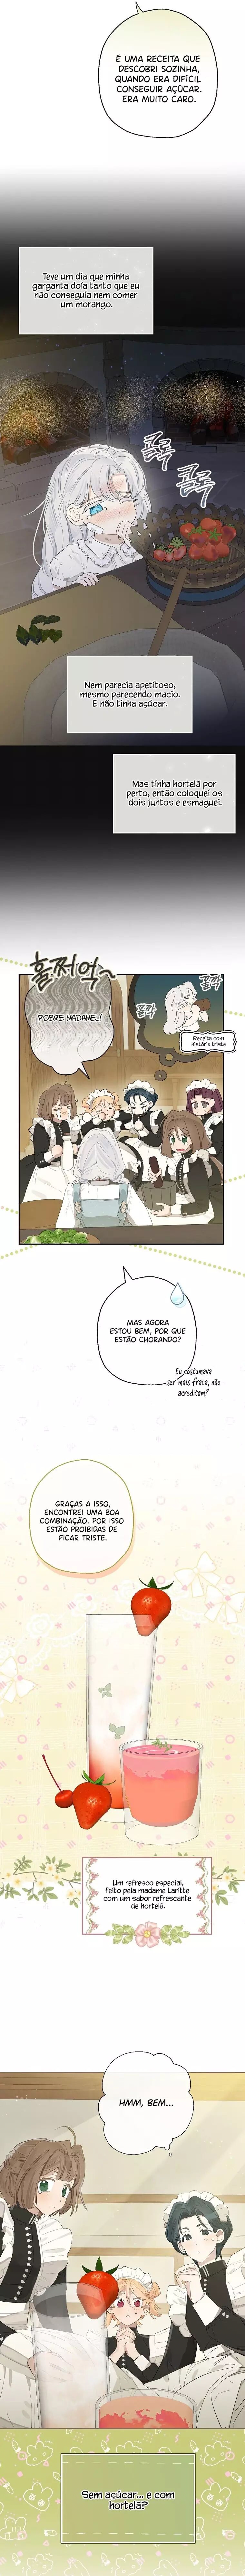 É UMA RECEITA QUE
DESCOBRI SOZINHA,
QUANDO ERA DIFÍCIL
CONSEGUIR AÇÚCAR.
ERA MUITO CARO.
Teve um dia que minha
garganta doía tanto que eu
não conseguia nem comer
um morango.
콜록
콜록
Nem parecia apetitoso,
mesmo parecendo macio.
E não tinha açúcar.
Mas tinha hortelã por
perto, então coloquei os
dois juntos e esmaguei.
훌쩌억~
POBRE MADAME..!
Receita com
história triste
MAS AGORA
ESTOU BEM, POR QUE
ESTÃO CHORANDO?
Eu costumava
ser mais fraca, não
acreditam?
GRAÇAS A ISSO,
ENCONTREI UMA BOA
COMBINAÇÃO. POR ISSO
ESTÃO PROIBIDAS DE
FICAR TRISTE.
Um refresco especial,
feito pela madame Laritte
com um sabor refrescante
de hortelã.
HMM, BEM...
Sem açúcar... e com
hortelã?